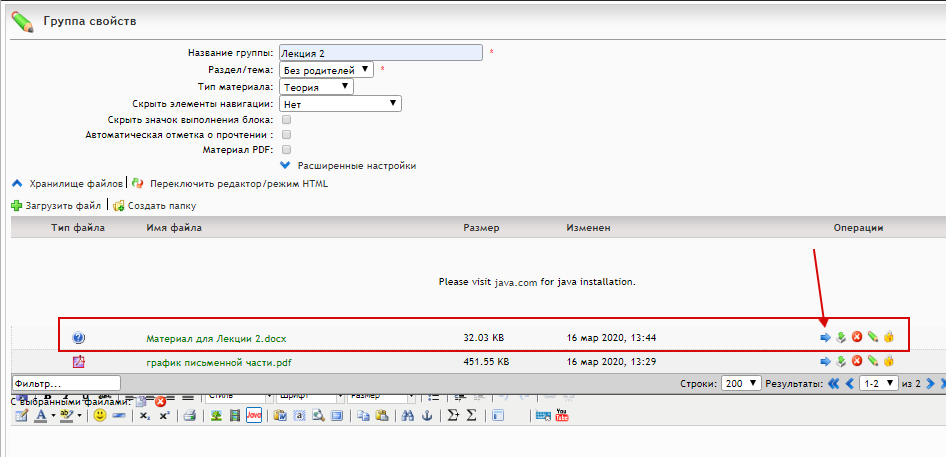 Группа свойств
Название группы: Лекция 2 *
Раздел/тема: Без родителей *
Тип материала: Теория
Скрыть элементы навигации: Нет
Скрыть значок выполнения блока:
Автоматическая отметка о прочтении :
Материал PDF:
Расширенные настройки
Хранилище файлов Переключить редактор/режим HTML
Загрузить файл Создать папку
Тип файла Имя файла Размер Изменен Операции
Please visit java.com for java installation.
Материал для Лекции 2.docx 32.03 KB 16 мар 2020, 13:44
график письменной части.pdf 451.55 KB 16 мар 2020, 13:29
Фильтр... Строки: 200 Результаты: 1-2 из 2
С выбранными файлами:
Java You Tube